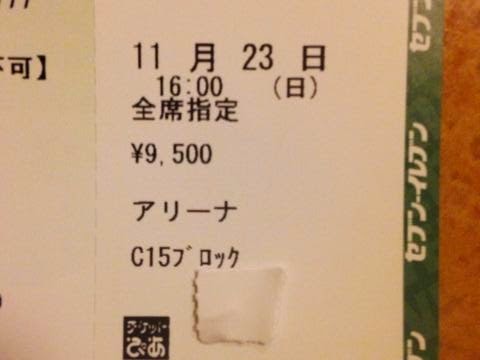 不可】
11 月 23 日
16:00 (日)
全席指定
¥9,500
アリーナ
C15ブロック
チケット
ぴあ
セブン-イレブン